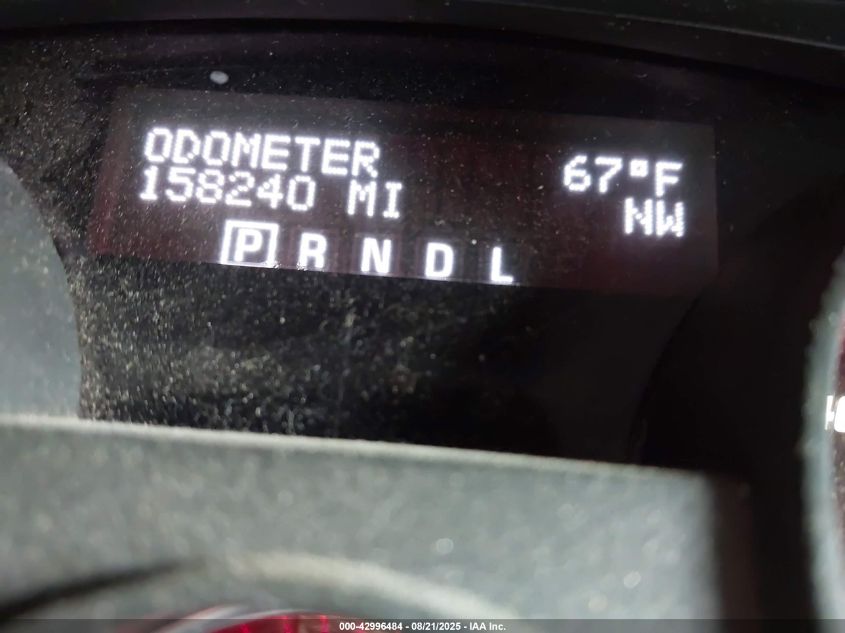 ODOMETER
158240 MI
67°F
NW
P R N D L
000-42996484 - 08/21/2025 - IAA Inc.